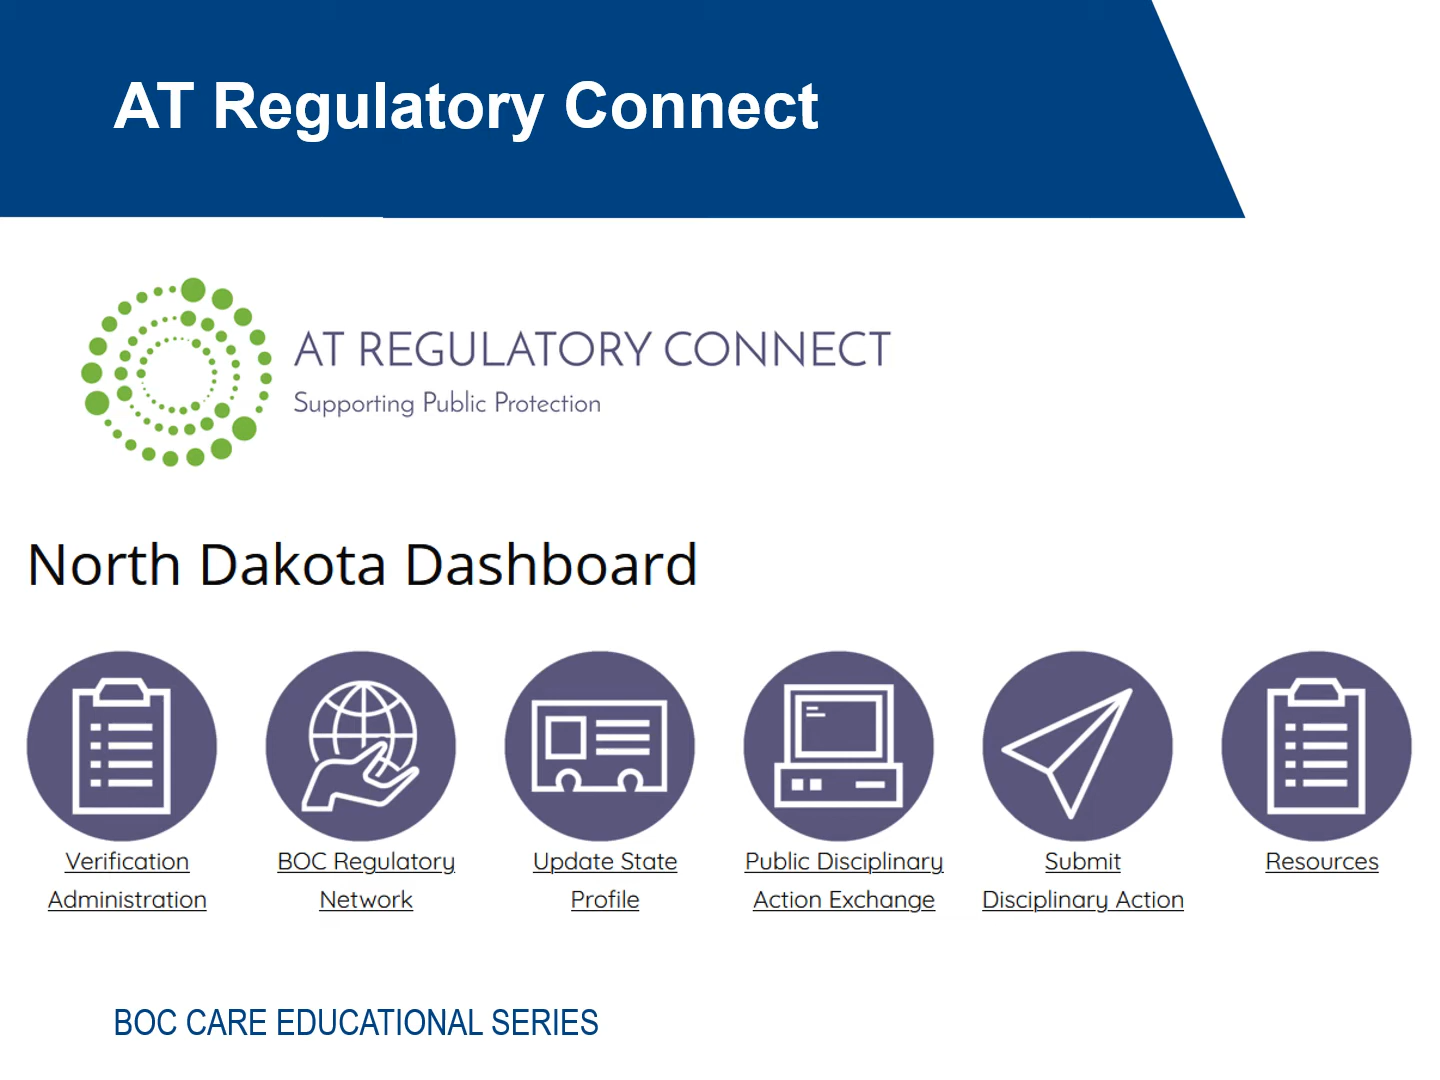 AT Regulatory Connect
AT REGULATORY CONNECT
Supporting Public Protection
North Dakota Dashboard
Verification
Administration
BOC Regulatory
Network
Update State
Profile
Public Disciplinary
Action Exchange
Submit
Disciplinary Action
Resources
BOC CARE EDUCATIONAL SERIES